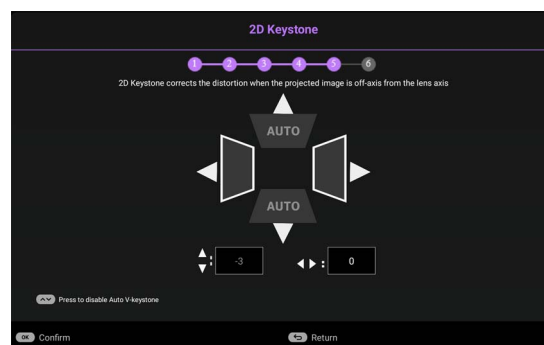 2D Keystone
1 2 3 4 5 6
2D Keystone corrects the distortion when the projected image is off-axis from the lens axis
AUTO
AUTO
: -3 : 0
Press to disable Auto V-keystone
OK Confirm Return